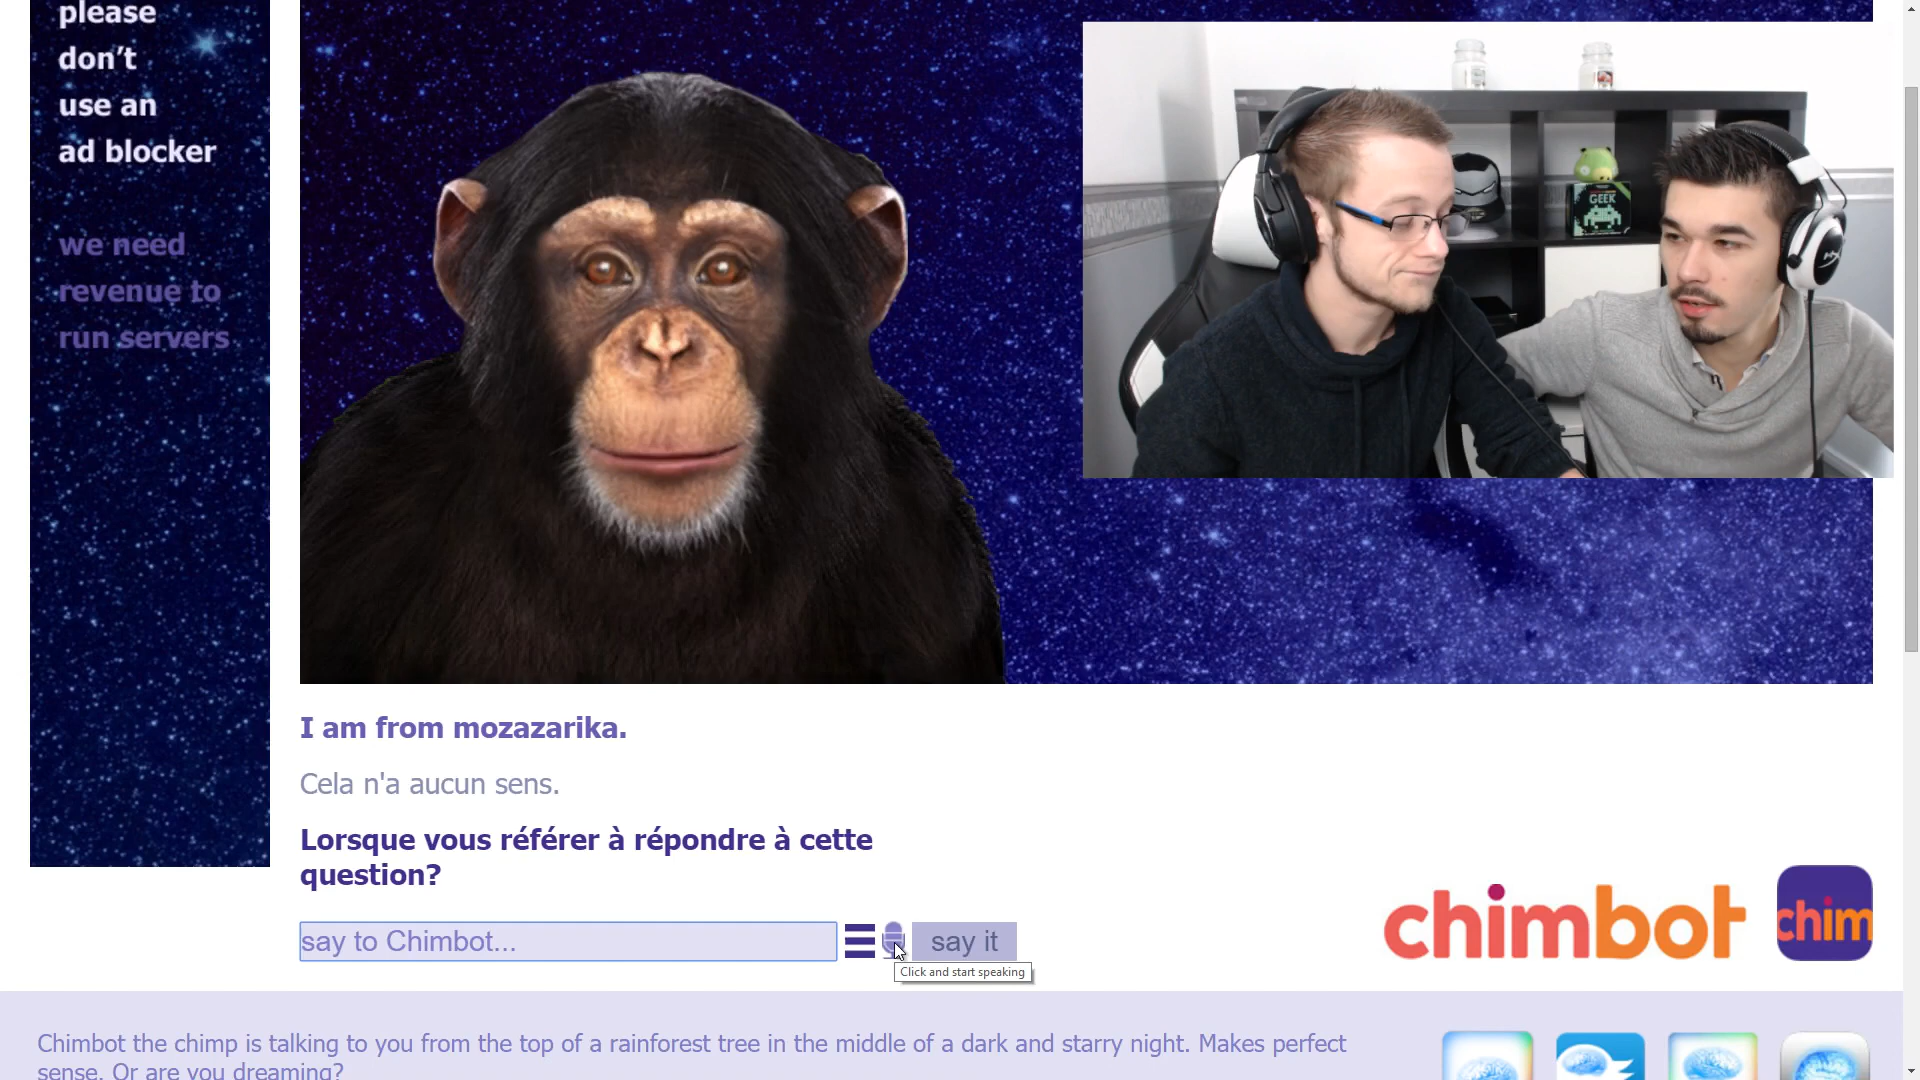 please
don’t
use an
ad blocker
we need
revenue to
run servers
GEEK
I am from mozazarika.
Cela n'a aucun sens.
Lorsque vous référer à répondre à cette
question?
say to Chimbot...
say it
Click and start speaking
chimbot
chim
Chimbot the chimp is talking to you from the top of a rainforest tree in the middle of a dark and starry night. Makes perfect
sense. Or are you dreaming?